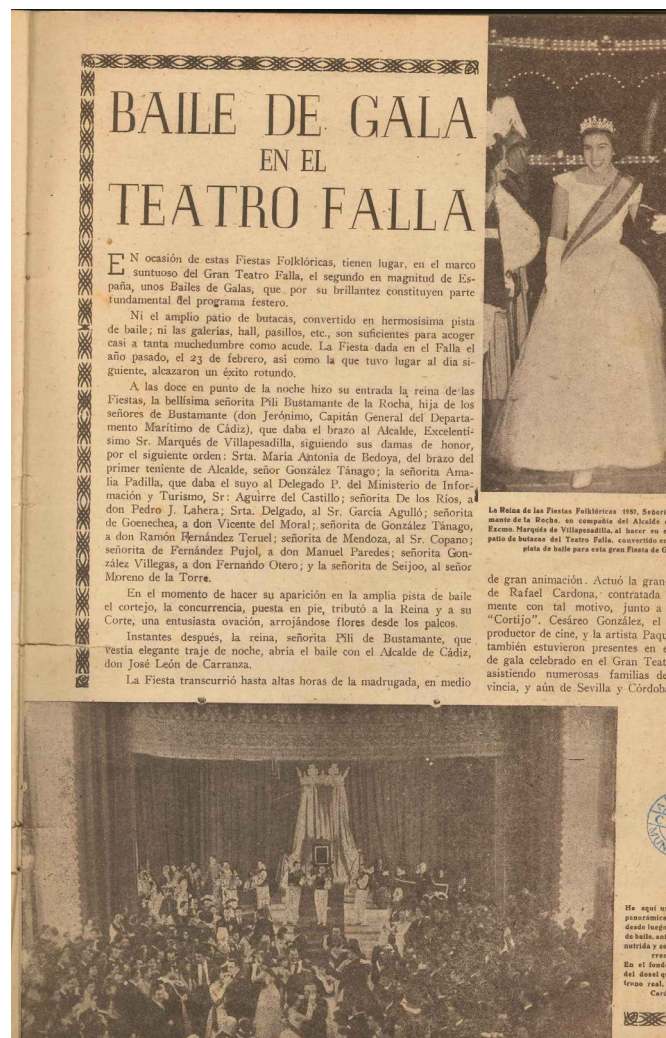 BAILE DE GALA
EN EL
TEATRO FALLA
EN ocasión de estas Fiestas Folklóricas, tienen lugar, en el marco
suntuoso del Gran Teatro Falla, el segundo en magnitud de Es-
paña, unos Bailes de Galas, que por su brillantez constituyen parte
fundamental del programa festero.
Ni el amplio patio de butacas, convertido en hermosísima pista
de baile; ni las galerías, hall, pasillos, etc., son suficientes para acoger
casi a tanta muchedumbre como acude. La Fiesta dada en el Falla el
año pasado, el 23 de febrero, así como la que tuvo lugar al día si-
guiente, alcazaron un éxito rotundo.
A las doce en punto de la noche hizo su entrada la reina de las
Fiestas, la bellísima señorita Pili Bustamante de la Rocha, hija de los
señores de Bustamante (don Jerónimo, Capitán General del Departa-
mento Marítimo de Cádiz), que daba el brazo al Alcalde, Excelentí-
simo Sr. Marqués de Villapesadilla, siguiendo sus damas de honor,
por el siguiente orden: Srta. María Antonia de Bedoya, del brazo del
primer teniente de Alcalde, señor González Tánago; la señorita Ama-
lia Padilla, que daba el suyo al Delegado P. del Ministerio de Infor-
mación y Turismo, Sr: Aguirre del Castillo; señorita De los Ríos, a
don Pedro J. Lahera; Srta. Delgado, al Sr. García Agulló; señorita
de Goenechea, a don Vicente del Moral; señorita de González Tánago,
a don Ramón Fernández Teruel; señorita de Mendoza, al Sr. Copano;
señorita de Fernández Pujol, a don Manuel Paredes; señorita Gon-
zález Villegas, a don Fernando Otero; y la señorita de Seijoo, al señor
Moreno de la Torre.
En el momento de hacer su aparición en la amplia pista de baile
el cortejo, la concurrencia, puesta en pie, tributó a la Reina y a su
Corte, una entusiasta ovación, arrojándose flores desde los palcos.
Instantes después, la reina, señorita Pili de Bustamante, que
vestía elegante traje de noche, abría el baile con el Alcalde de Cádiz,
don José León de Carranza.
La Fiesta transcurrió hasta altas horas de la madrugada, en medio
La Reina de las Fiestas Folklóricas 1957, Señori
mante de la Rocha, en compañía del Alcalde
Excmo. Marqués de Villapesadilla, al hacer su e
patio de butacas del Teatro Falla, convertido en
pista de baile para esta gran Fiesta de G
de gran animación. Actuó la gran
de Rafael Cardona, contratada
mente con tal motivo, junto a
"Cortijo". Cesáreo González, el
productor de cine, y la artista Paqu
también estuvieron presentes en e
de gala celebrado en el Gran Teat
asistiendo numerosas familias de
vincia, y aún de Sevilla y Córdob
He aquí u
panorámica
desde luego
de baile, ant
nutrida y se
rren
En el fond
del dosel q
trono real,
Car